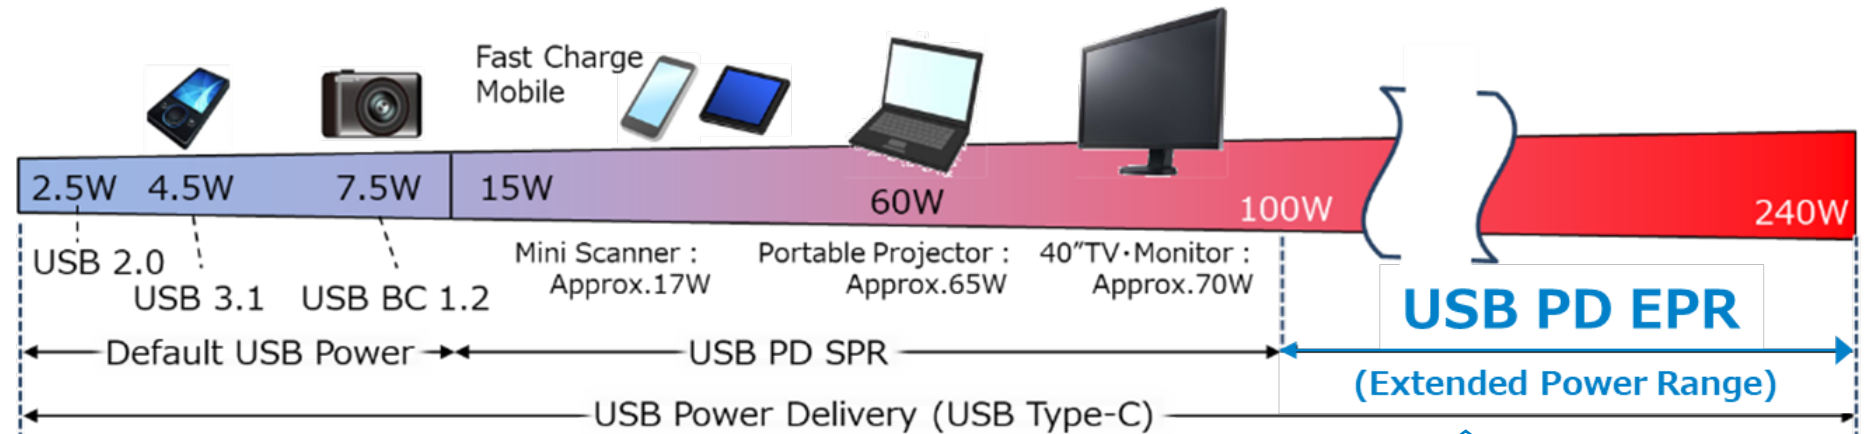 Fast Charge
Mobile
2.5W 4.5W 7.5W 15W 60W 100W 240W
USB 2.0
USB 3.1
USB BC 1.2
Mini Scanner :
Approx.17W
Portable Projector :
Approx.65W
40”TV・Monitor :
Approx.70W
USB PD EPR
Default USB Power
USB PD SPR
(Extended Power Range)
USB Power Delivery (USB Type-C)